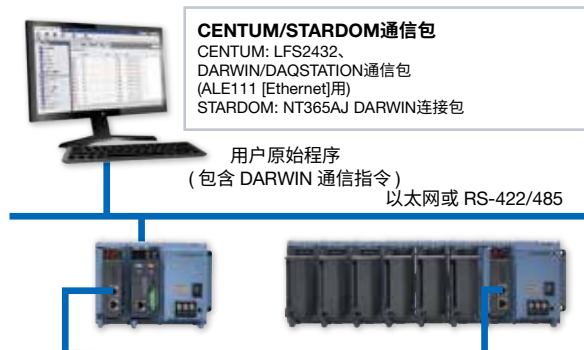 CENTUM/STARDOM通信包
CENTUM: LFS2432、
DARWIN/DAQSTATION通信包
(ALE111 [Ethernet]用)
STARDOM: NT365AJ DARWIN连接包
用户原始程序
( 包含 DARWIN 通信指令 )
以太网或 RS-422/485